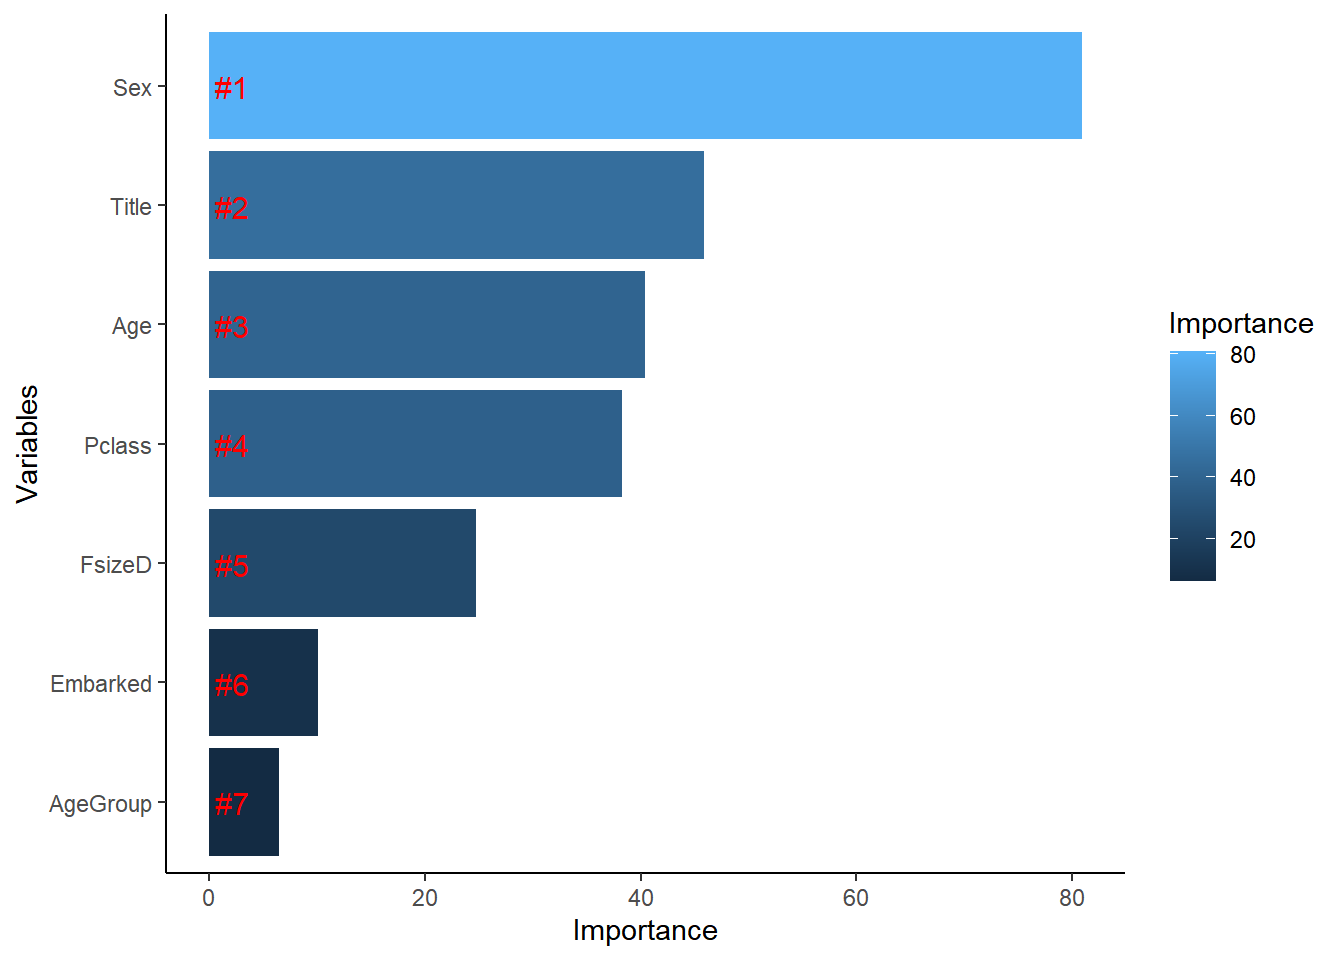 Sex
#1
Title
#2
Age
#3
Pclass
#4
FsizeD
#5
Embarked
#6
AgeGroup
#7
Variables
0 20 40 60 80
Importance
Importance
80
60
40
20